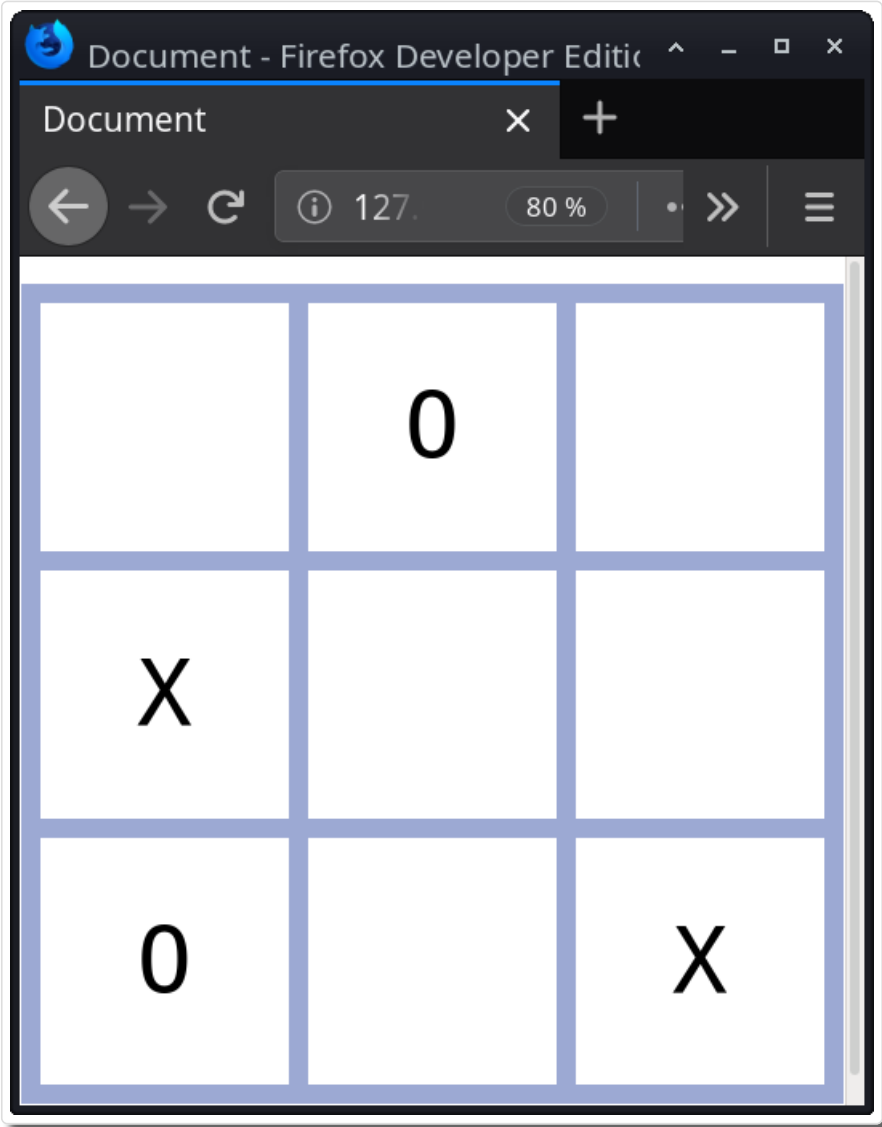 Document - Firefox Developer Editic
Document
127.
80 %
0
X
0
X